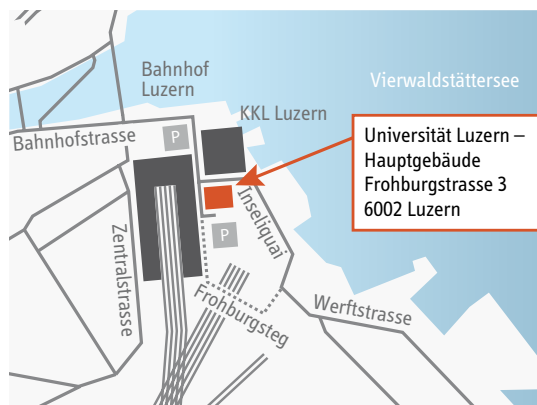 Bahnhof
Luzern
Vierwaldstättersee
KKL Luzern
Bahnhofstrasse
P
Universität Luzern –
Hauptgebäude
Frohburgstrasse 3
6002 Luzern
Inseliquai
P
Zentralstrasse
Frohburgsteg
Werftstrasse